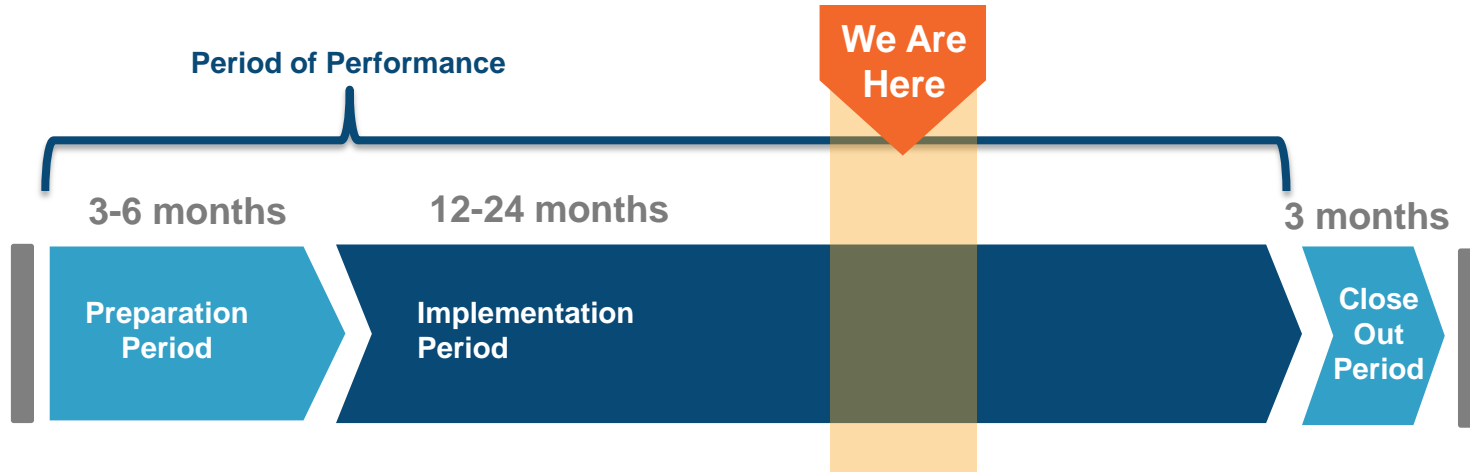 We Are
Here
Period of Performance
3-6 months
12-24 months
3 months
Preparation
Period
Implementation
Period
Close
Out
Period